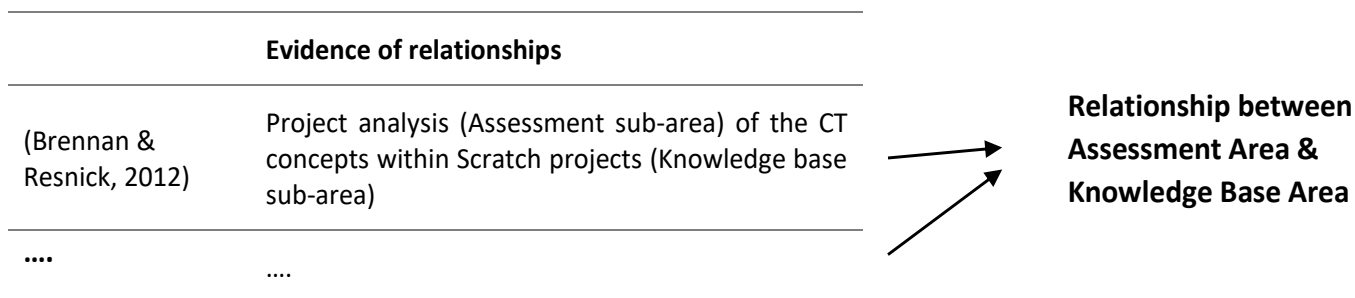 Evidence of relationships
(Brennan &
Resnick, 2012)
Project analysis (Assessment sub-area) of the CT
concepts within Scratch projects (Knowledge base
sub-area)
....
....
Relationship between
Assessment Area &
Knowledge Base Area